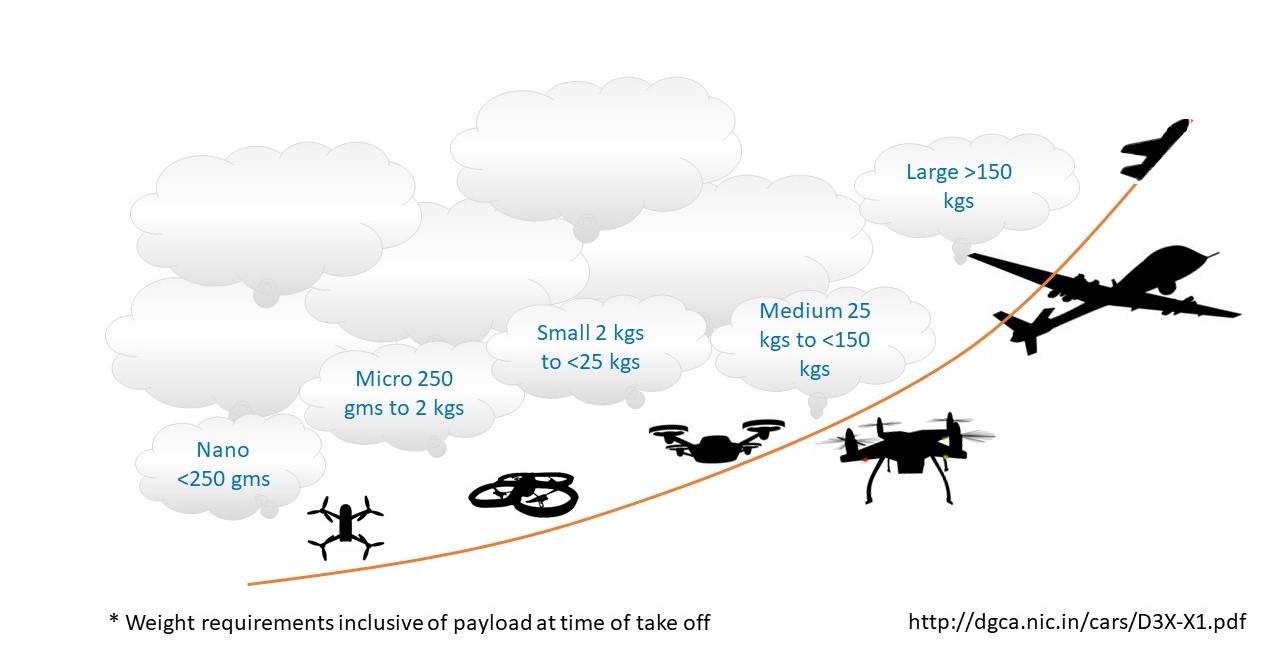 Large >150
kgs
Medium 25
kgs to <150
kgs
Small 2 kgs
to <25 kgs
Micro 250
gms to 2 kgs
Nano
<250 gms
* Weight requirements inclusive of payload at time of take off
http://dgca.nic.in/cars/D3X-X1.pdf